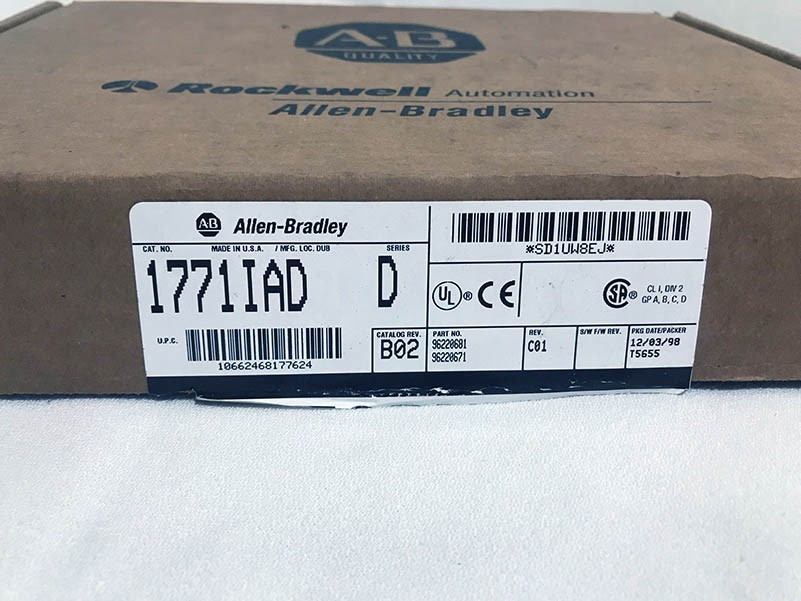 A·B
QUALITY
Rockwell Automation
Allen-Bradley
AB Allen-Bradley
CAT. NO. MADE IN U.S.A. / MFG. LOC. DUB SERIES
1771IAD D
U.P.C.
10662468177624
CATALOG REV.
B02
*SD1UW8EJ*
UL ® CE SA ® CL I, DIV 2
GP A, B, C, D
PART NO.
96220601
96220671
REV.
C01
S/W F/W REV.
PKG DATE/PACKER
12/03/98
T5655